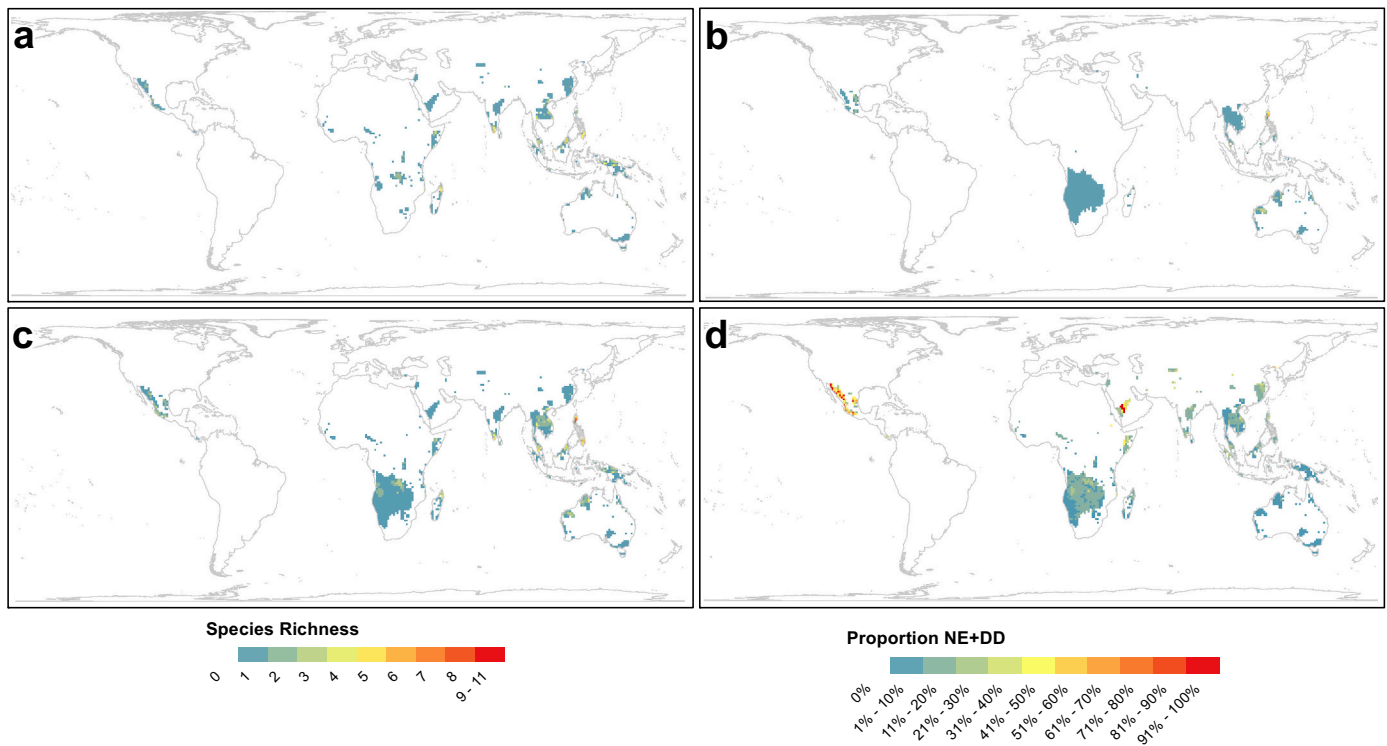 a
b
c
d
Species Richness
0 1 2 3 4 5 6 7 8 9 - 11
Proportion NE+DD
0% 1% - 10% 11% - 20% 21% - 30% 31% - 40% 41% - 50% 51% - 60% 61% - 70% 71% - 80% 81% - 90% 91% - 100%